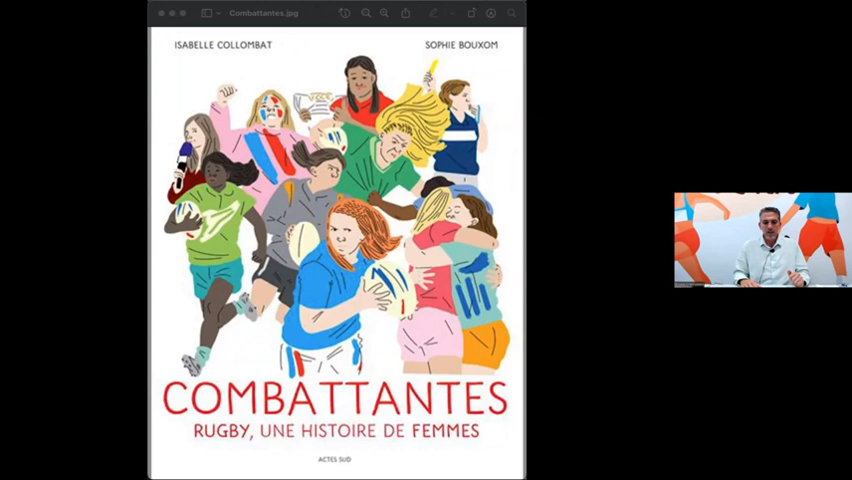 Combattantes.jpg
ISABELLE COLLOMBAT
SOPHIE BOUXOM
COMBATTANTES
RUGBY, UNE HISTOIRE DE FEMMES
ACTES SUD